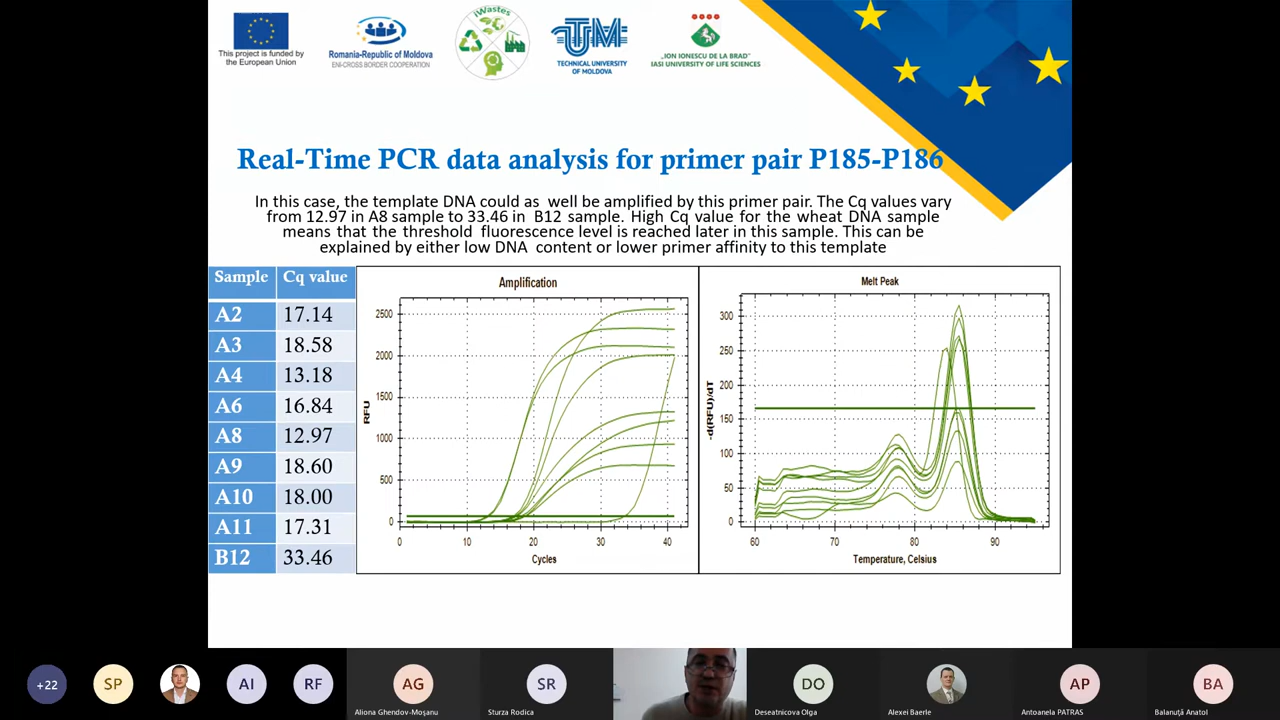 iWastes
This project is funded by
the European Union
Romania-Republic of Moldova
ENI-CROSS BORDER COOPERATION
UTM
TECHNICAL UNIVERSITY
OF MOLDOVA
„ION IONESCU DE LA BRAD"
IASI UNIVERSITY OF LIFE SCIENCES
Real-Time PCR data analysis for primer pair P185-P186
In this case, the template DNA could as well be amplified by this primer pair. The Cq values vary
from 12.97 in A8 sample to 33.46 in B12 sample. High Cq value for the wheat DNA sample
means that the threshold fluorescence level is reached later in this sample. This can be
explained by either low DNA content or lower primer affinity to this template
Sample Cq value
A2 17.14
A3 18.58
A4 13.18
A6 16.84
A8 12.97
A9 18.60
A10 18.00
A11 17.31
B12 33.46
Amplification
2500
2000
1500
1000
500
0
RFU
0 10 20 30 40
Cycles
Melt Peak
300
250
200
150
100
50
0
-d(RFU)/dT
60 70 80 90
Temperature, Celsius
+22
SP
AI
RF
AG
Aliona Ghendov-Moşanu
SR
Sturza Rodica
DO
Deseatnicova Olga
Alexei Baerle
AP
Antoanela PATRAS
BA
Balanuţă Anatol